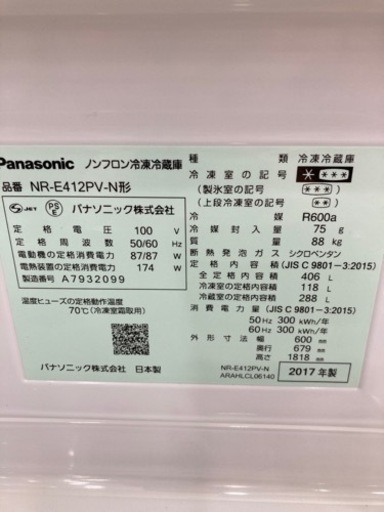 Panasonic ノンフロン冷凍冷蔵庫
品番 NR-E412PV-N形
S JET PS E パナソニック株式会社
定格電圧 100 V
定格周波数 50/60 Hz
電動機の定格消費電力 87/87 W
電熱装置の定格消費電力 174 W
製造番号 A7932099
温度ヒューズの定格動作温度
70℃(冷凍室霜取用)
パナソニック株式会社 日本製
種類 冷凍冷蔵庫
冷凍室の記号 ****
(製氷室の記号 ***)
(上段冷凍室の記号 ***)
冷媒 R600a
冷媒封入量 75 g
質量 88 kg
断熱発泡ガス シクロペンタン
定格内容積 (JIS C 9801-3:2015)
全定格内容積 406 L
冷凍室の定格内容積 118 L
冷蔵室の定格内容積 288 L
消費電力量 (JIS C 9801-3:2015)
50 Hz 300 kWh/年
60 Hz 300 kWh/年
外形寸法 幅 600 mm
奥行 679 mm
高さ 1818 mm
NR-E412PV-N
ARAHLCL06140
2017年製